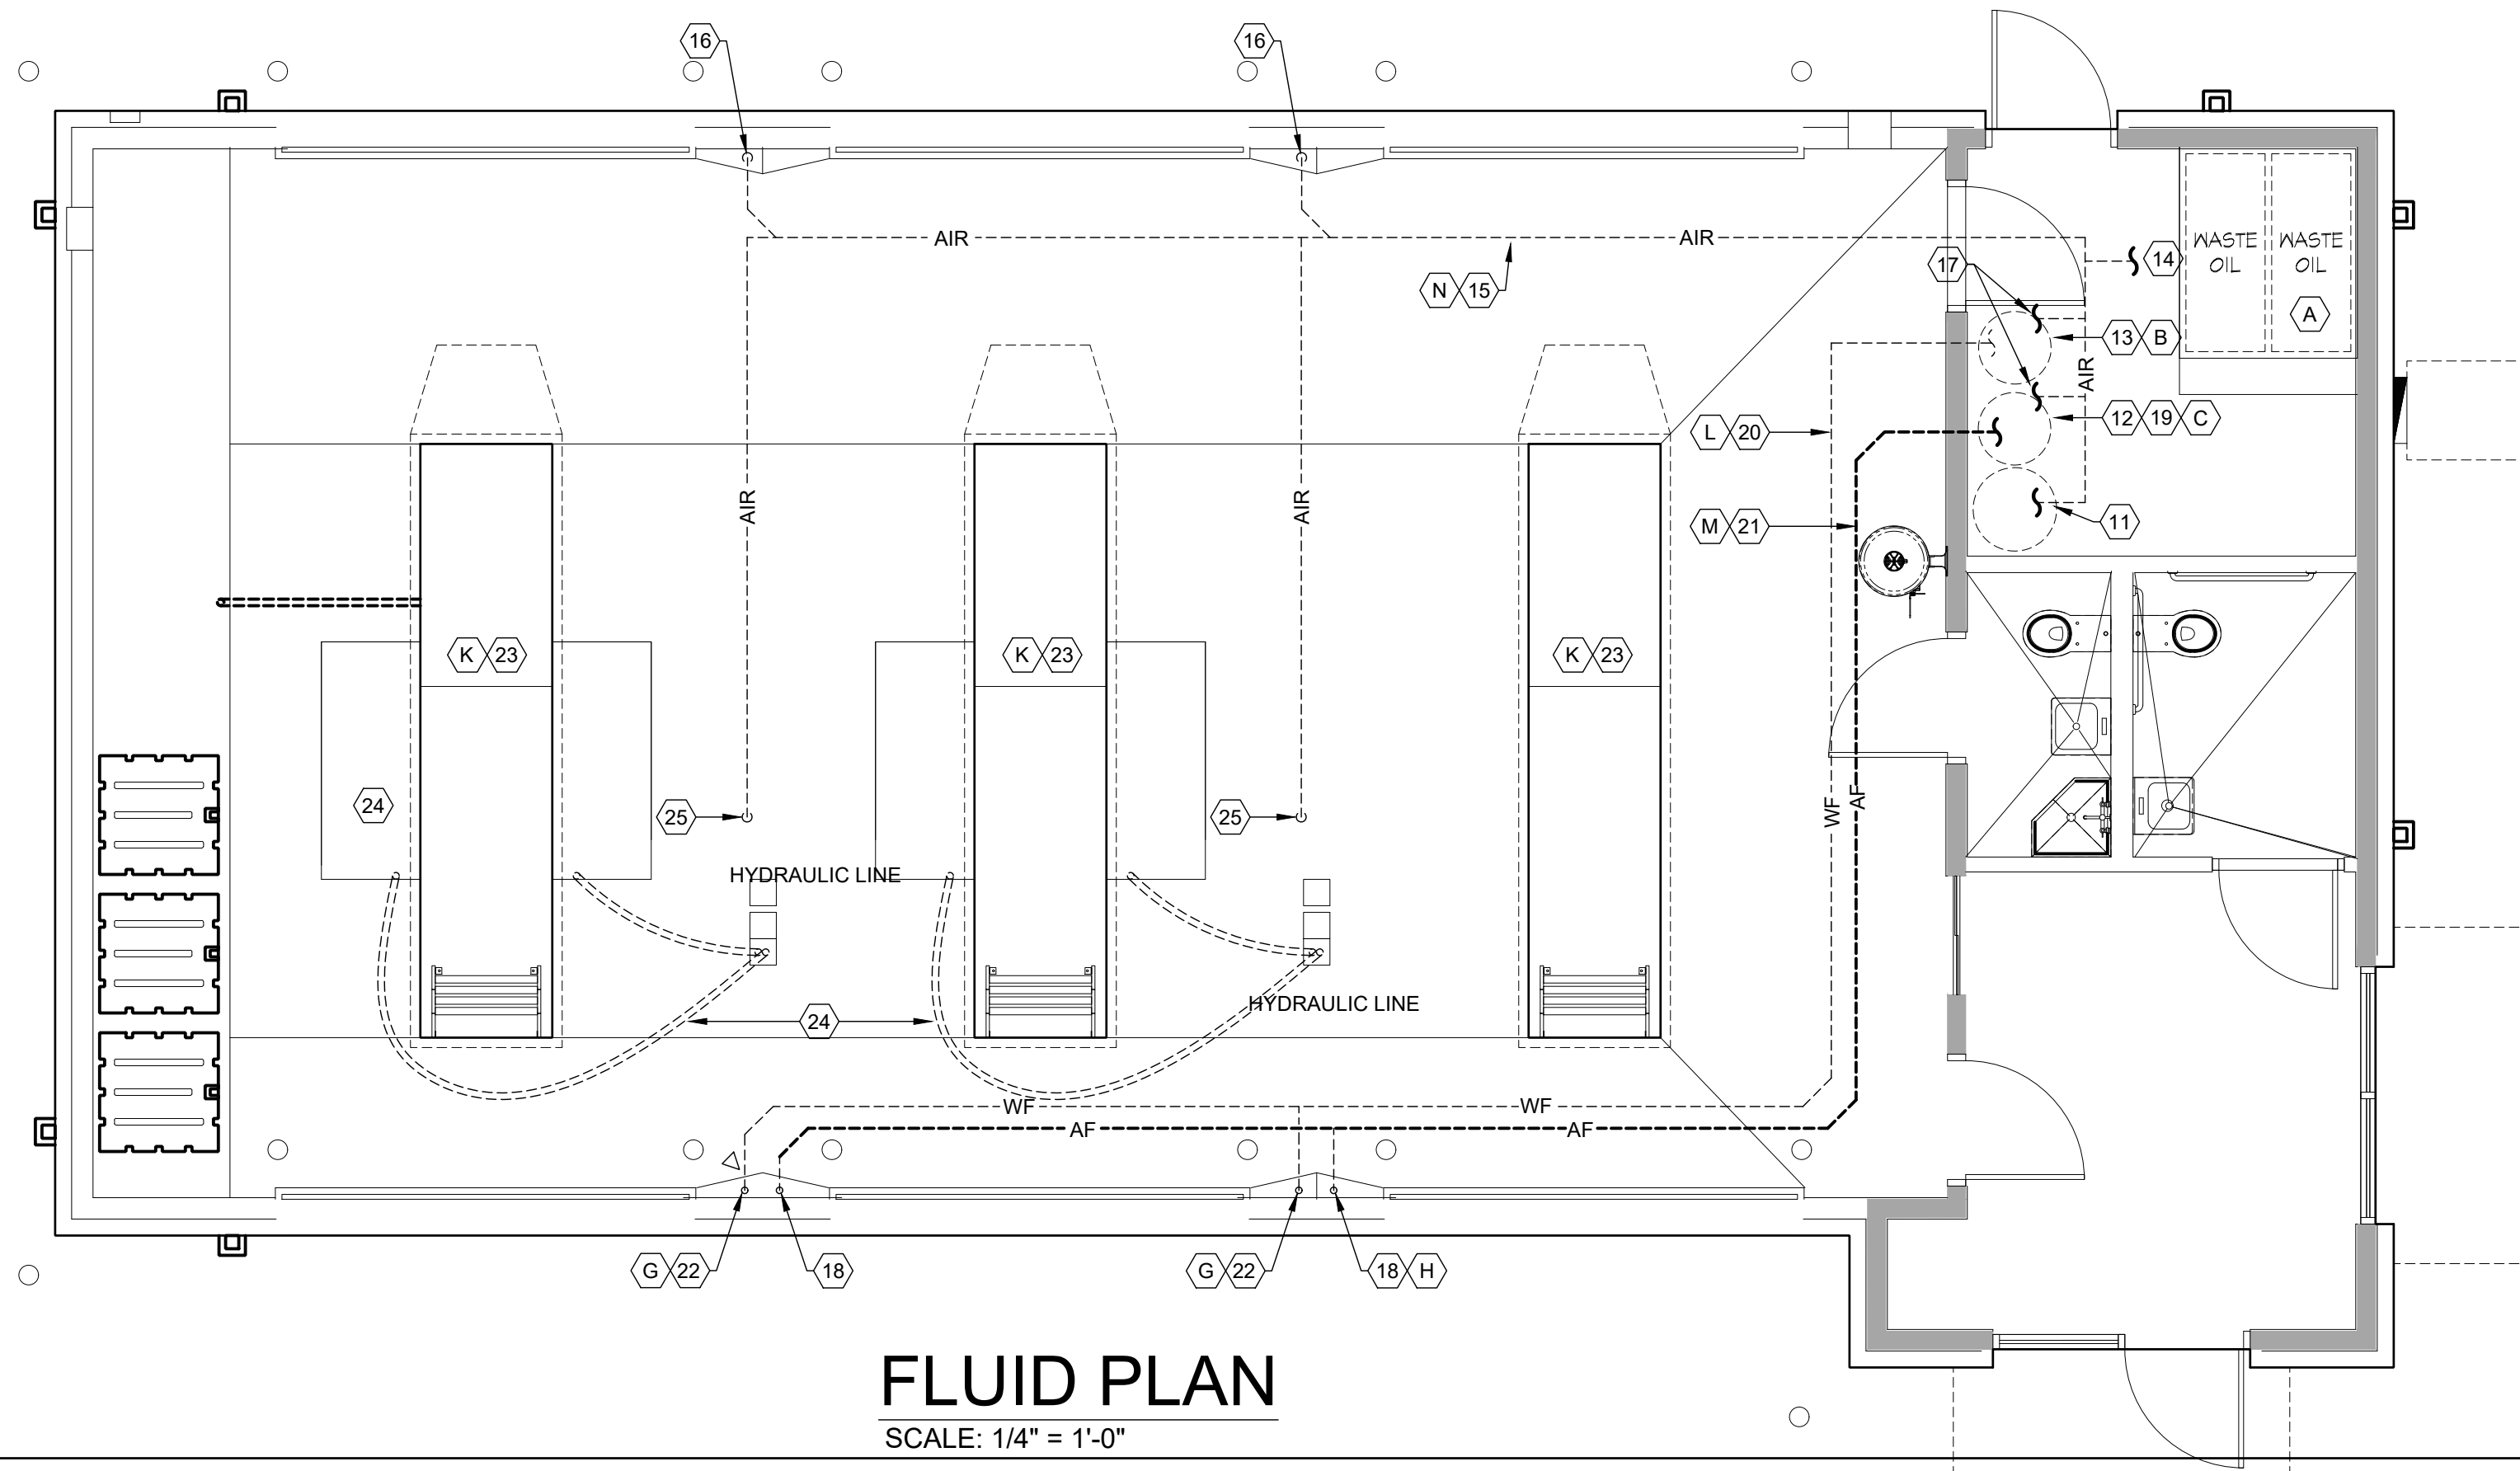 16
16
AIR
AIR
17
14
WASTE
OIL
WASTE
OIL
N 15
A
13 B
AIR
L 20
12 19 C
AIR
AIR
M 21
11
K 23
K 23
K 23
24
25
25
WF
AF
HYDRAULIC LINE
HYDRAULIC LINE
24
WF
WF
AF
AF
G 22
18
G 22
18 H
FLUID PLAN
SCALE: 1/4" = 1'-0"